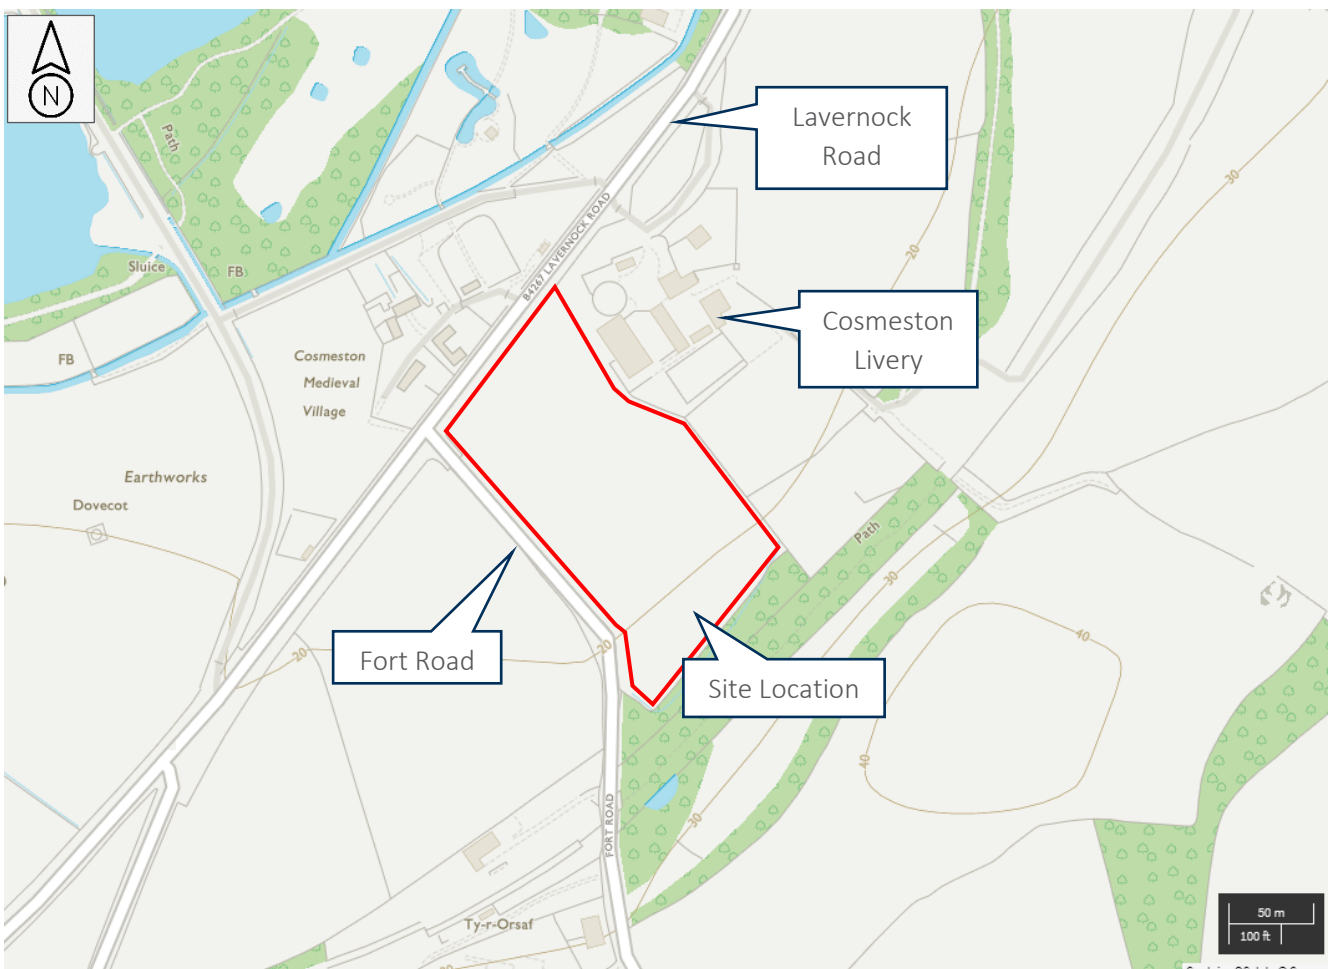 N
Path
Lavernock
Road
30
B4267 LAVERNOCK ROAD
20
Sluice
FB
Cosmeston
Livery
FB
Cosmeston
Medieval
Village
Earthworks
Dovecot
Path
30
Fort Road
20
20
40
Site Location
40
30
FORT ROAD
Ty-r-Orsaf
50 m
100 ft